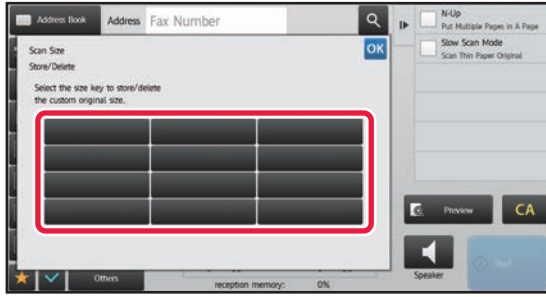 Address Book Address Fax Number
N-Up
Put Multiple Pages in A Page
Slow Scan Mode
Scan Thin Paper Original
Scan Size
OK
Store/Delete
Select the size key to store/delete
the custom original size.
Preview
CA
Start
Speaker
Others
reception memory: 0%